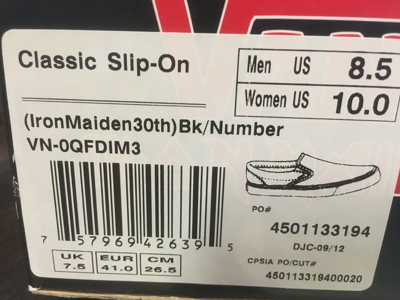 Classic Slip-On
Men US 8.5
Women US 10.0
(IronMaiden30th)Bk/Number
VN-0QFDIM3
PO#
4501133194
DJC-09/12
7 57969 42639 5
CPSIA PO/CUT#
450113319400020
UK EUR CM
7.5 41.0 26.5